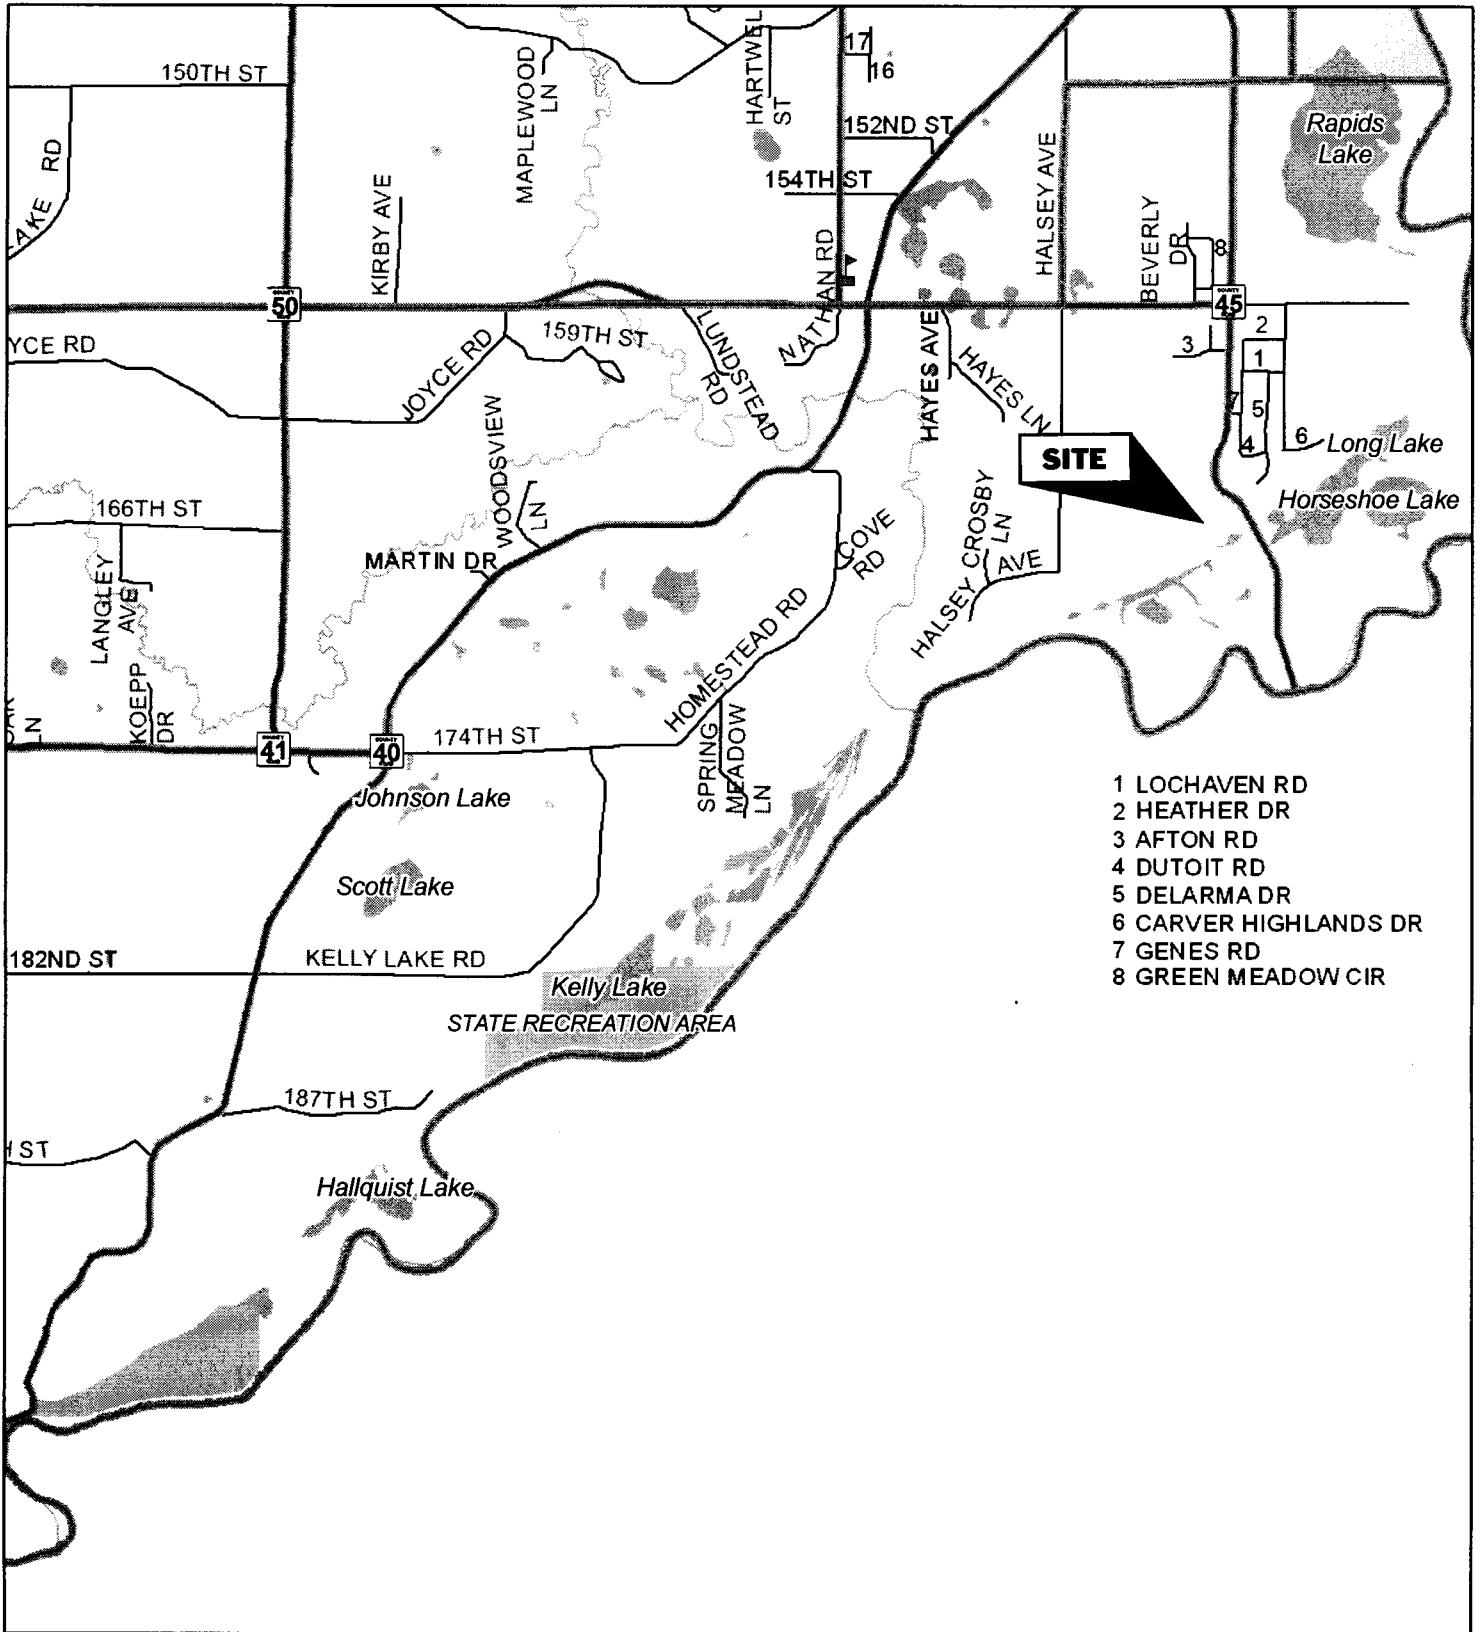 17
16
150TH ST
MAPLEWOOD
LN
ST
152ND ST
Rapids
Lake
RD
154TH ST
KIRBY AVE
HALSEY AVE
BEVERLY
DR
8
NATHAN RD
COUNTY
50
COUNTY
45
159TH ST
JOYCE RD
LUNDSTEAD
RD
HAYES AVE
HAYES LN
3
2
1
7
5
4
6
Long Lake
SITE
WOODSVIEW
LN
Horseshoe Lake
166TH ST
CROSBY
LN
COVE
RD
MARTIN DR
LANGLEY
AVE
HALSEY AVE
HOMESTEAD RD
KOEPP
DR
LN
SPRING
MEADOW
LN
COUNTY
41
COUNTY
40
174TH ST
Johnson Lake
1 LOCHAVEN RD
2 HEATHER DR
3 AFTON RD
4 DUTOIT RD
5 DELARMA DR
6 CARVER HIGHLANDS DR
7 GENES RD
8 GREEN MEADOW CIR
Scott Lake
182ND ST
KELLY LAKE RD
Kelly Lake
STATE RECREATION AREA
187TH ST
ST
Hallquist Lake